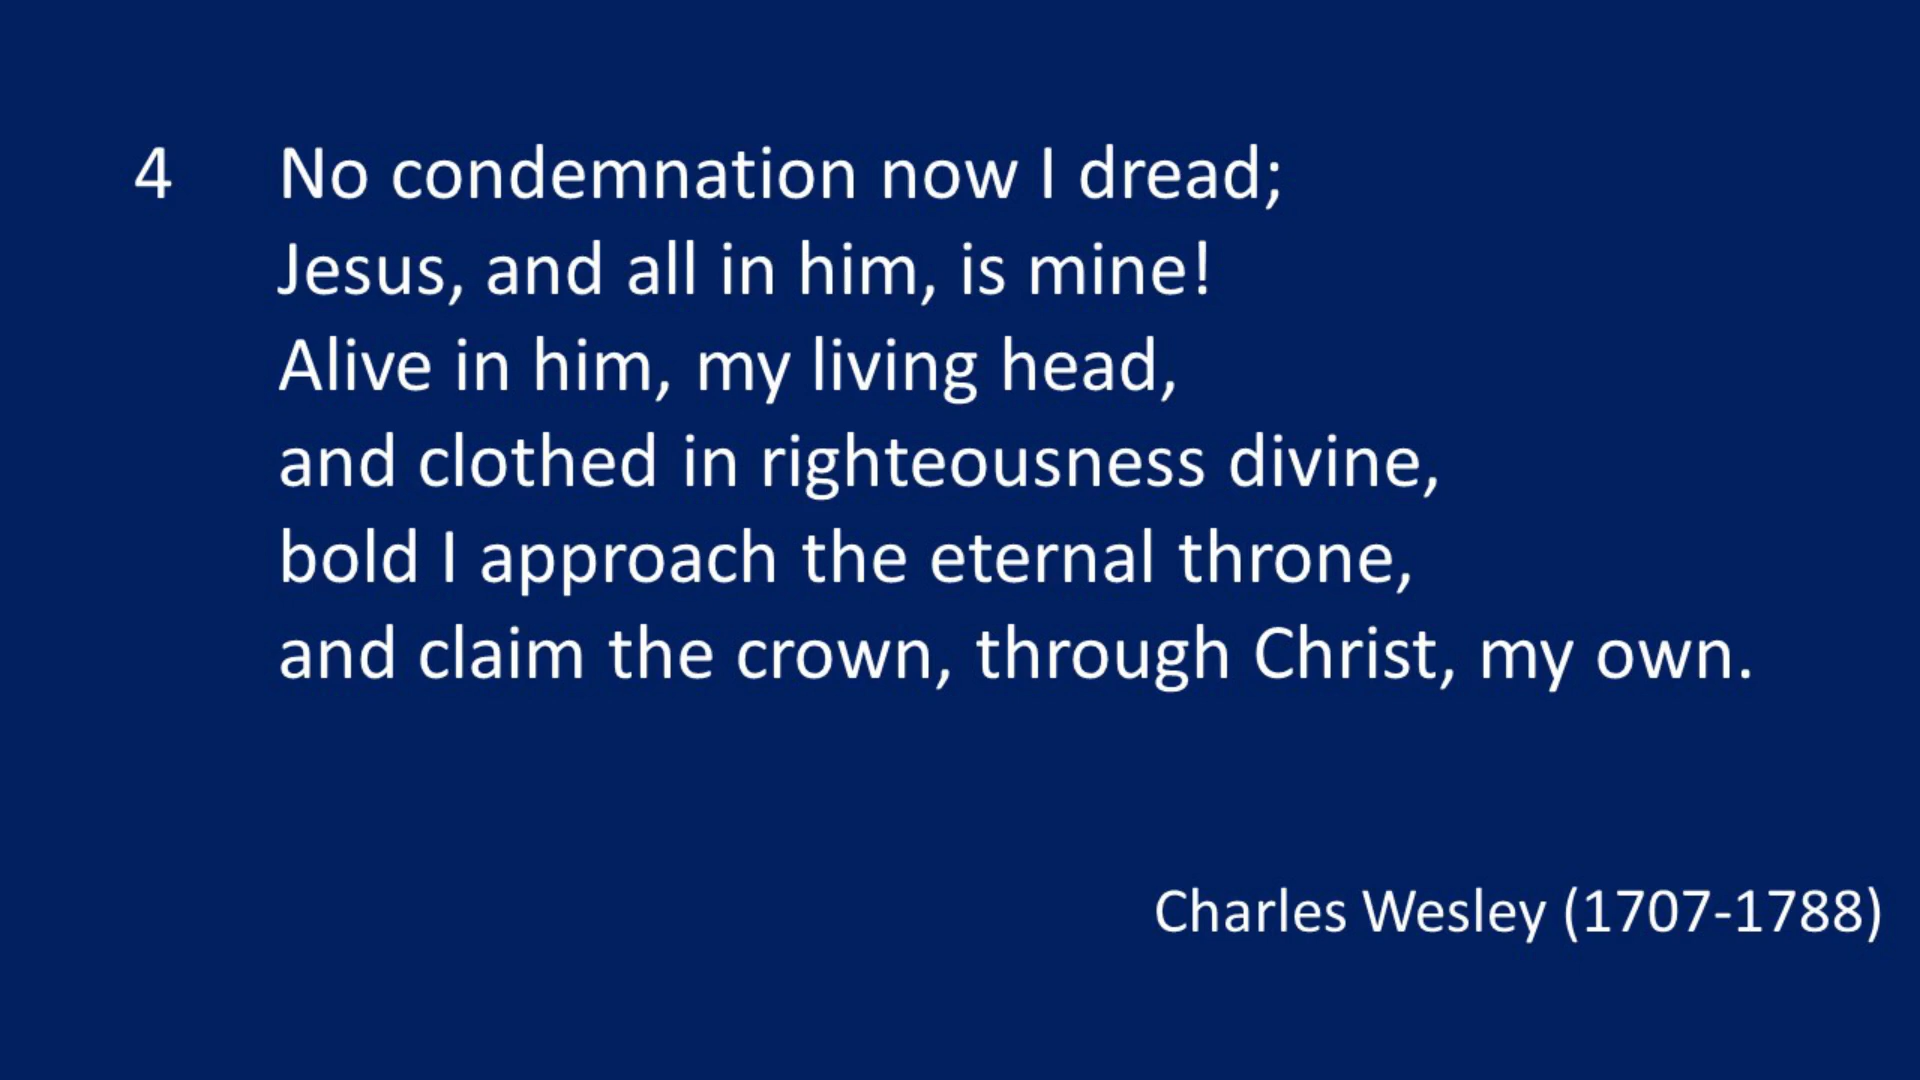 4 No condemnation now I dread;
Jesus, and all in him, is mine!
Alive in him, my living head,
and clothed in righteousness divine,
bold I approach the eternal throne,
and claim the crown, through Christ, my own.
Charles Wesley (1707-1788)